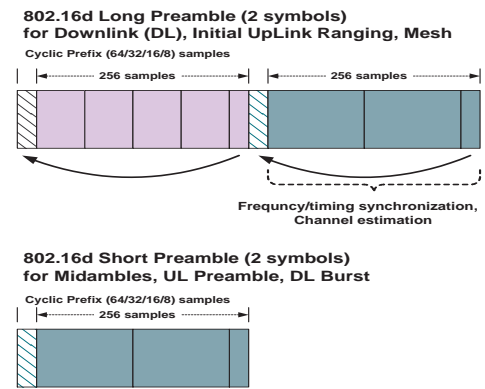 802.16d Long Preamble (2 symbols)
for Downlink (DL), Initial UpLink Ranging, Mesh
Cyclic Prefix (64/32/16/8) samples
256 samples
256 samples
Frequncy/timing synchronization,
Channel estimation
802.16d Short Preamble (2 symbols)
for Midambles, UL Preamble, DL Burst
Cyclic Prefix (64/32/16/8) samples
256 samples